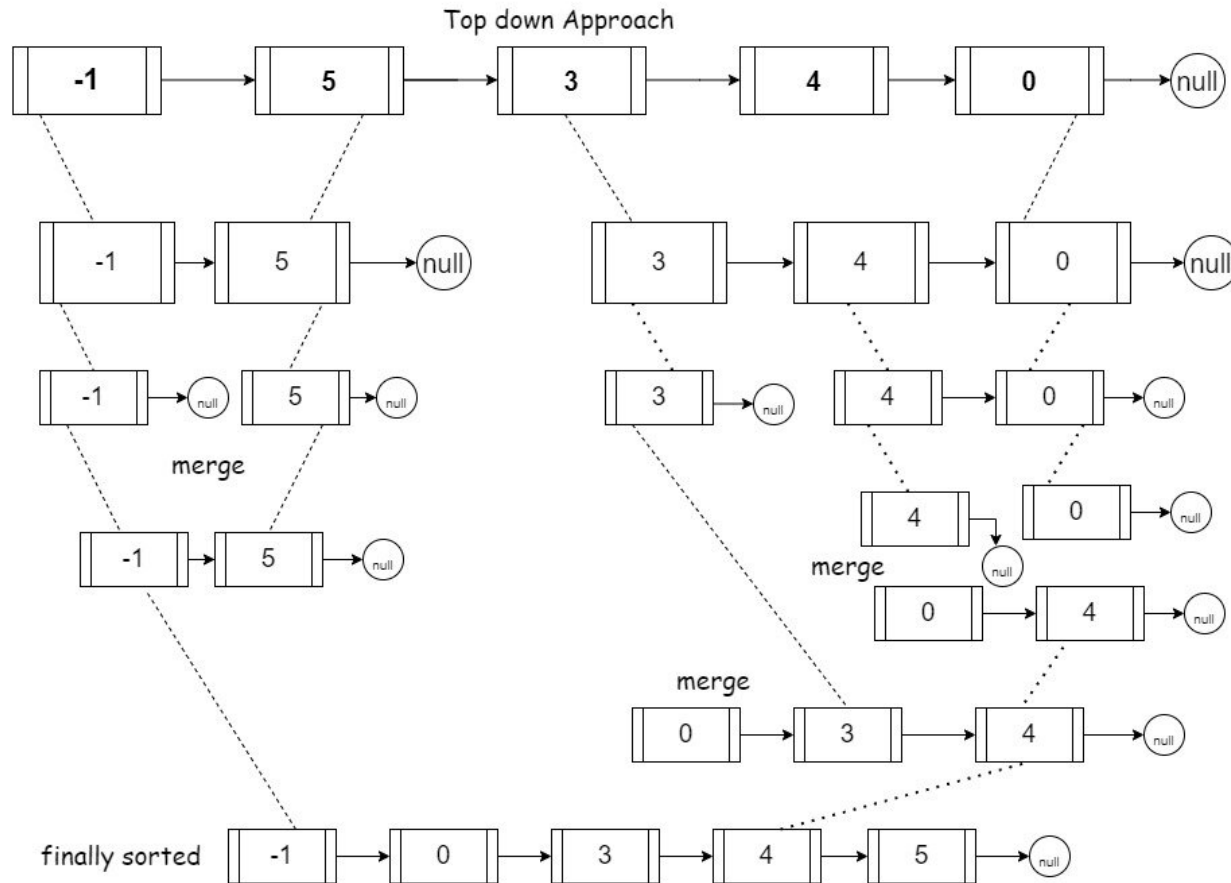 Top down Approach
-1 5 3 4 0 null
-1 5 null 3 4 0 null
-1 null 5 null 3 null 4 0 null
merge
4 null 0 null
-1 5 null
merge
0 4 null
merge
0 3 4 null
finally sorted -1 0 3 4 5 null